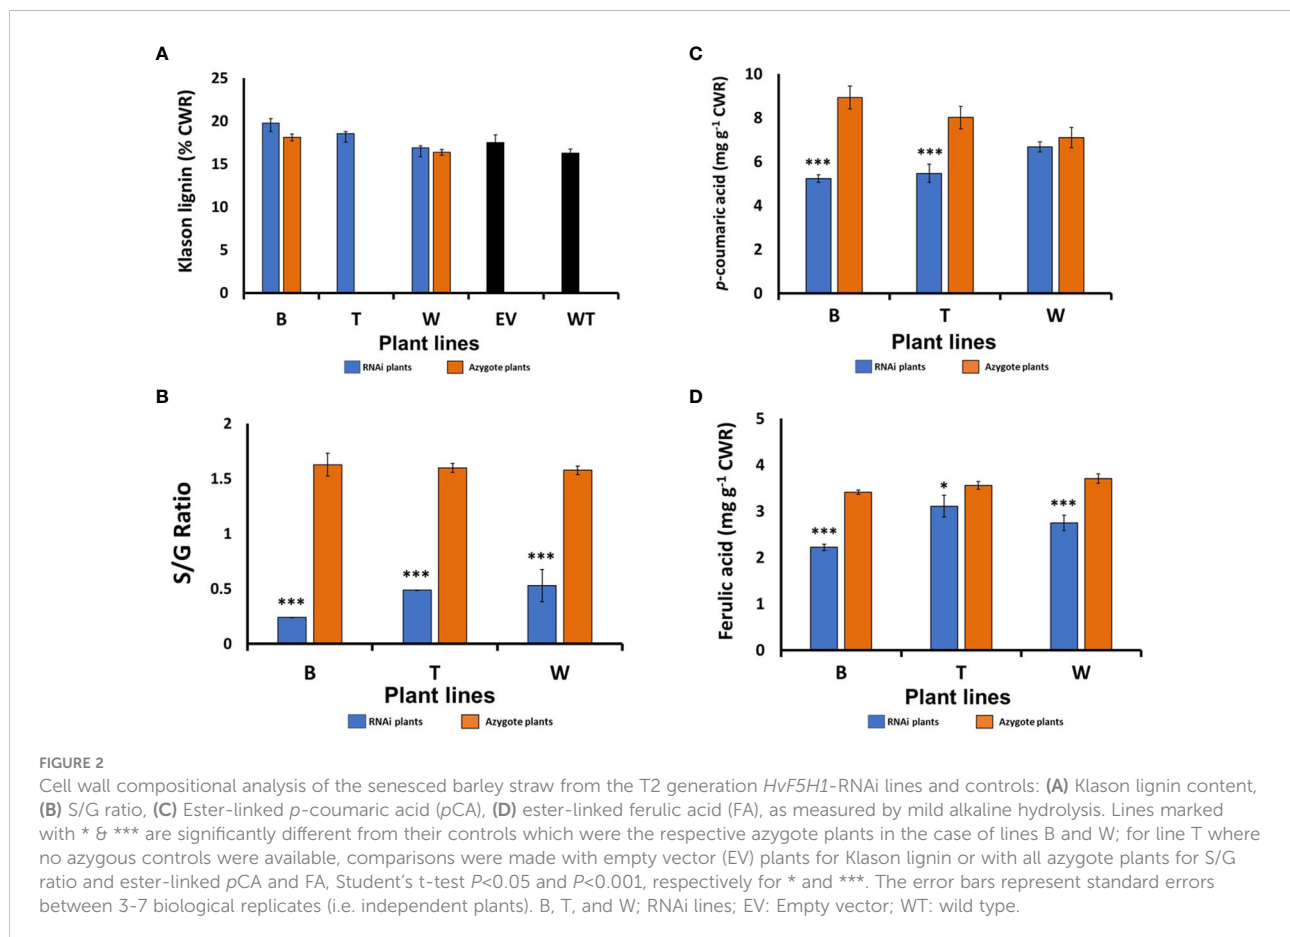 A
Klason lignin (% CWR)
25
20
15
10
5
0
B T W EV WT
Plant lines
RNAi plants Azygote plants
C
p-coumaric acid (mg g-1 CWR)
10
8
6
4
2
0
*** ***
B T W
Plant lines
RNAi plants Azygote plants
B
S/G Ratio
2
1.5
1
0.5
0
*** *** ***
B T W
Plant lines
RNAi plants Azygote plants
D
Ferulic acid (mg g-1 CWR)
5
4
3
2
1
0
*** * ***
B T W
Plant lines
RNAi plants Azygote plants
FIGURE 2
Cell wall compositional analysis of the senesced barley straw from the T2 generation HvF5H1-RNAi lines and controls: (A) Klason lignin content,
(B) S/G ratio, (C) Ester-linked p-coumaric acid (pCA), (D) ester-linked ferulic acid (FA), as measured by mild alkaline hydrolysis. Lines marked
with * & *** are significantly different from their controls which were the respective azygote plants in the case of lines B and W; for line T where
no azygous controls were available, comparisons were made with empty vector (EV) plants for Klason lignin or with all azygote plants for S/G
ratio and ester-linked pCA and FA, Student's t-test P<0.05 and P<0.001, respectively for * and ***. The error bars represent standard errors
between 3-7 biological replicates (i.e. independent plants). B, T, and W; RNAi lines; EV: Empty vector; WT: wild type.